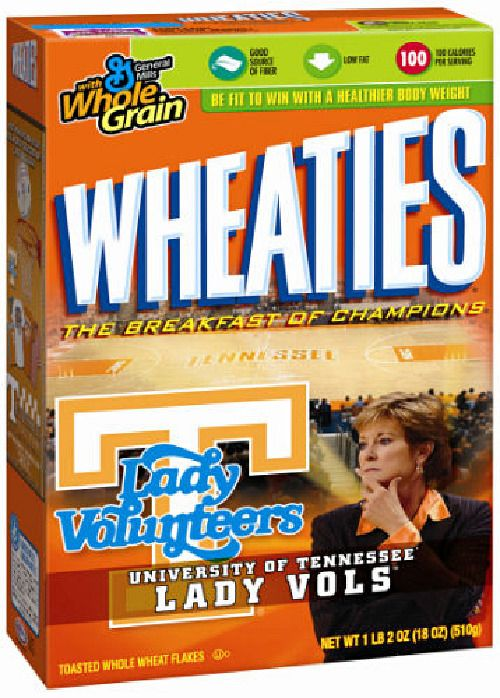 WHEATIES
with
General
Mills
Whole
Grain
GOOD
SOURCE
OF FIBER
LOW FAT
100
100 CALORIES
PER SERVING
BE FIT TO WIN WITH A HEALTHIER BODY WEIGHT
WHEATIES
THE BREAKFAST OF CHAMPIONS
TENNESSEE
T
Lady
Volunteers
UNIVERSITY OF TENNESSEE
LADY VOLS
NET WT 1 LB 2 OZ (18 OZ) (510g)
TOASTED WHOLE WHEAT FLAKES